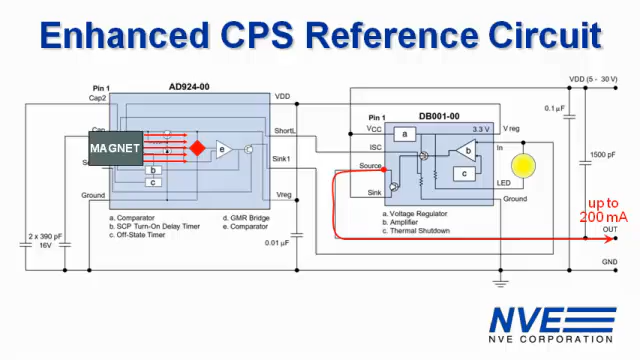 Enhanced CPS Reference Circuit
AD924-00
Pin 1
Cap2
VDD
VDD (5 - 30 V)
0.1 µF
DB001-00
Pin 1
3.3 V
V reg
VCC
a
Cap
ShortL
MAGNET
e
ISC
b
In
1500 pF
Sink1
Source
c
b
c
LED
Sink
Ground
Vreg
Ground
up to
200 mA
a. Comparator
b. SCP Turn-On Delay Timer
c. Off-State Timer
d. GMR Bridge
e. Comparator
a. Voltage Regulator
b. Amplifier
c. Thermal Shutdown
OUT
2 x 390 pF
16V
0.01 µF
GND
NVE
NVE CORPORATION